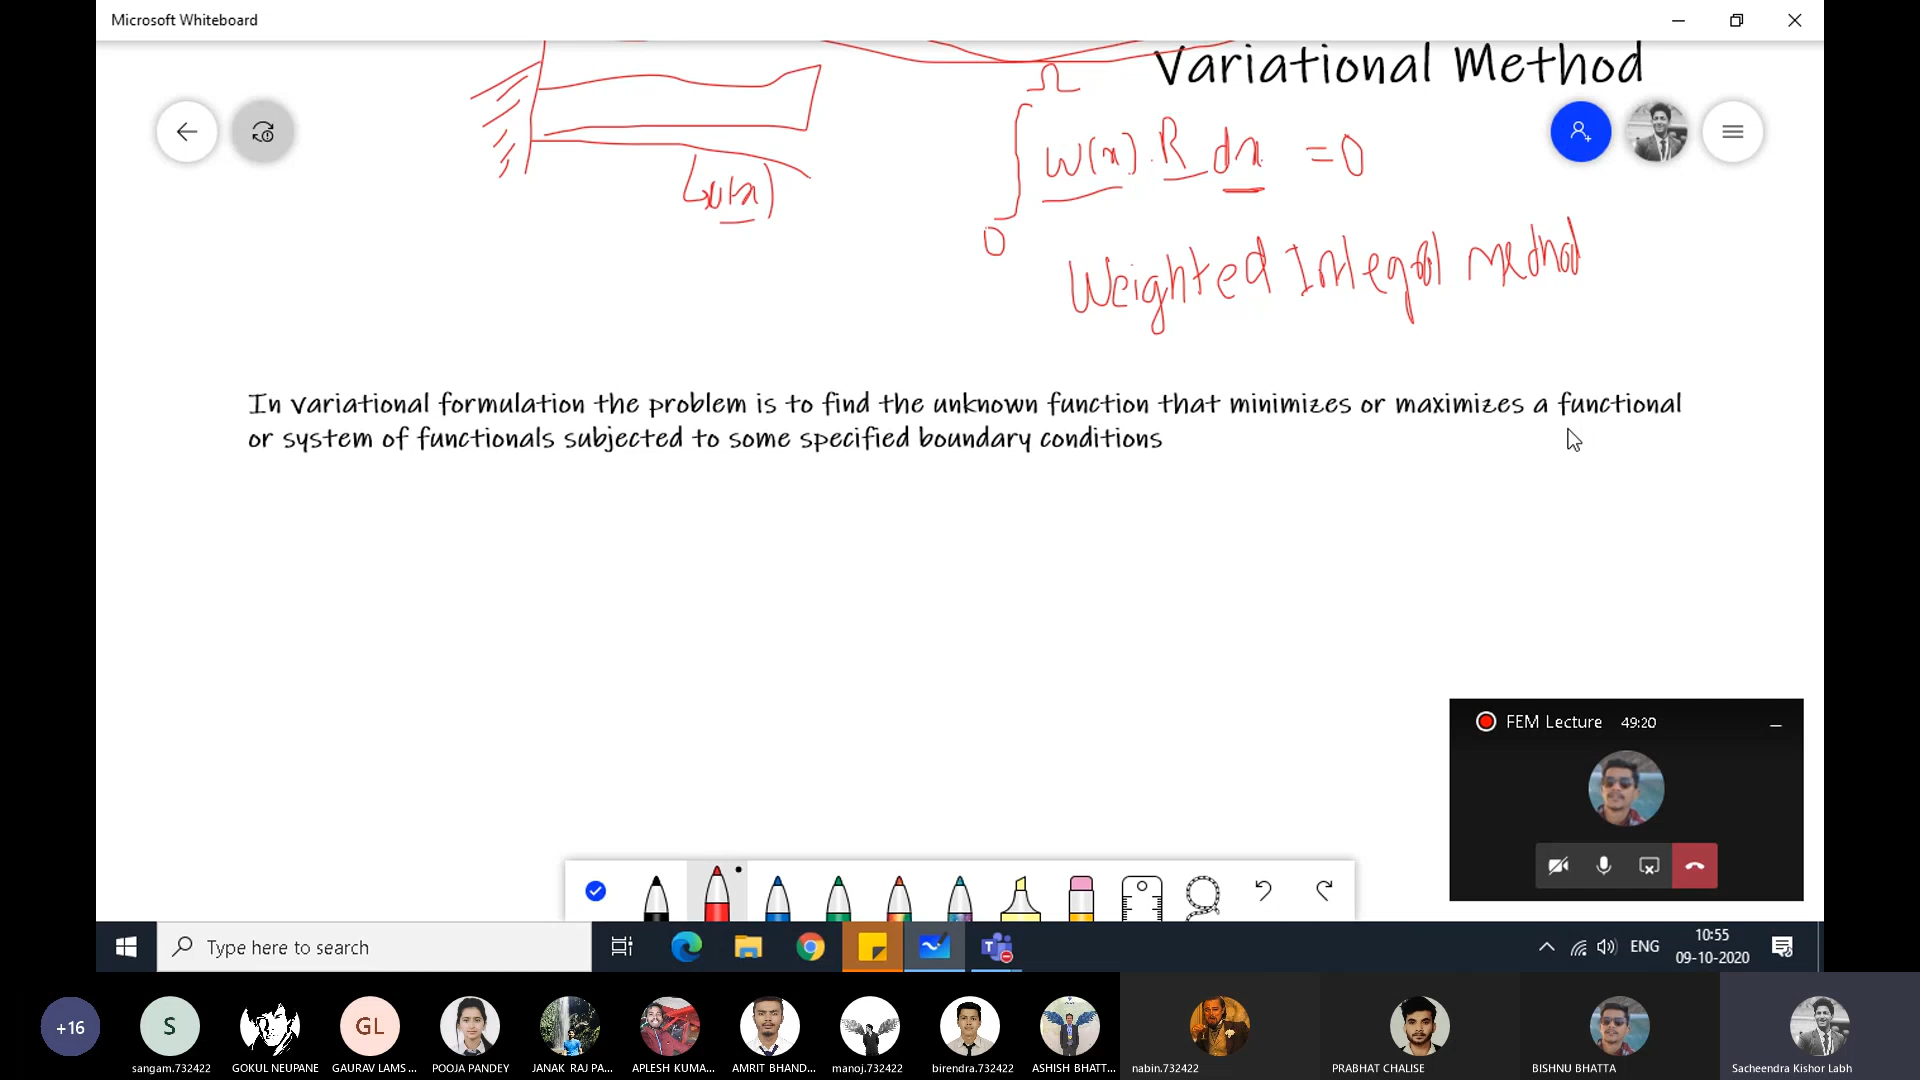 Microsoft Whiteboard
Variational Method
Ω
∫ w(x) . R dx = 0
0
Weighted Integral method
In variational formulation the problem is to find the unknown function that minimizes or maximizes a functional
or system of functionals subjected to some specified boundary conditions
FEM Lecture 49:20
Type here to search
ENG
10:55
09-10-2020
+16
S
GL
sangam.732422
GOKUL NEUPANE
GAURAV LAMS...
POOJA PANDEY
JANAK RAJ PA...
APLESH KUMA...
AMRIT BHAND...
manoj.732422
birendra.732422
ASHISH BHATT...
nabin.732422
PRABHAT CHALISE
BISHNU BHATTA
Sacheendra Kishor Labh